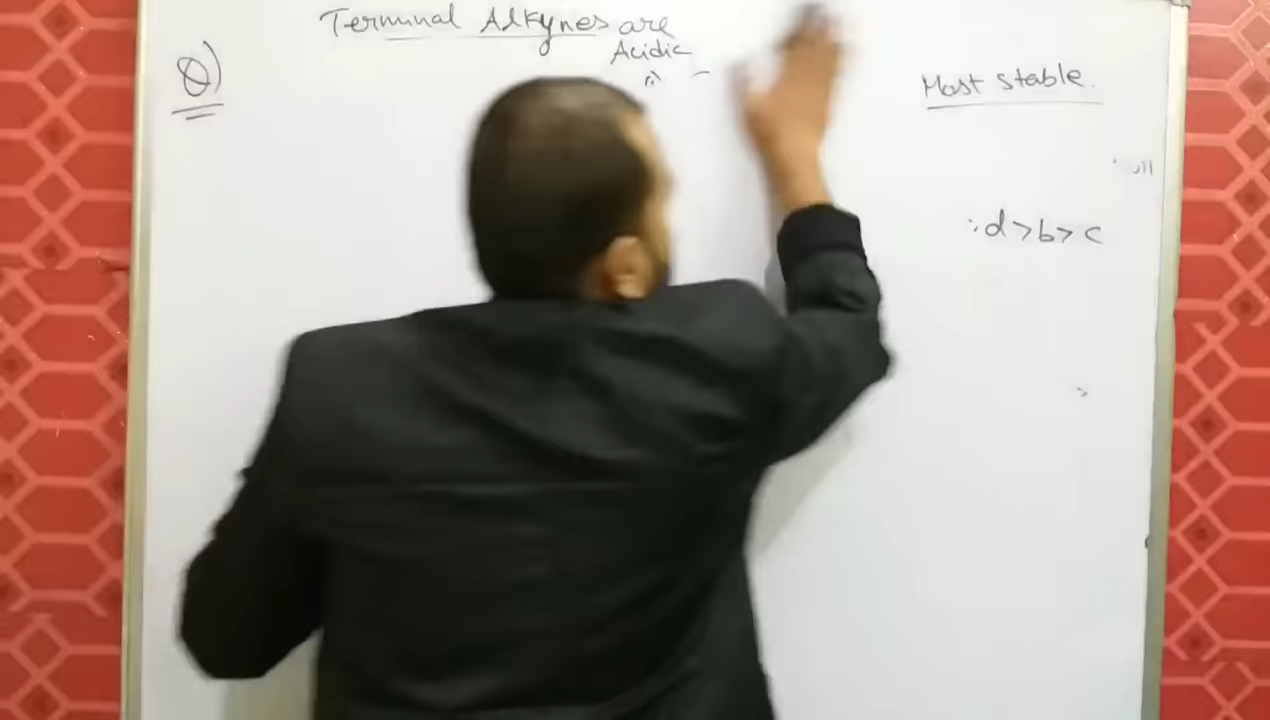 Terminal Alkynes are
Acidic
Q)
Most stable.
d > b > c